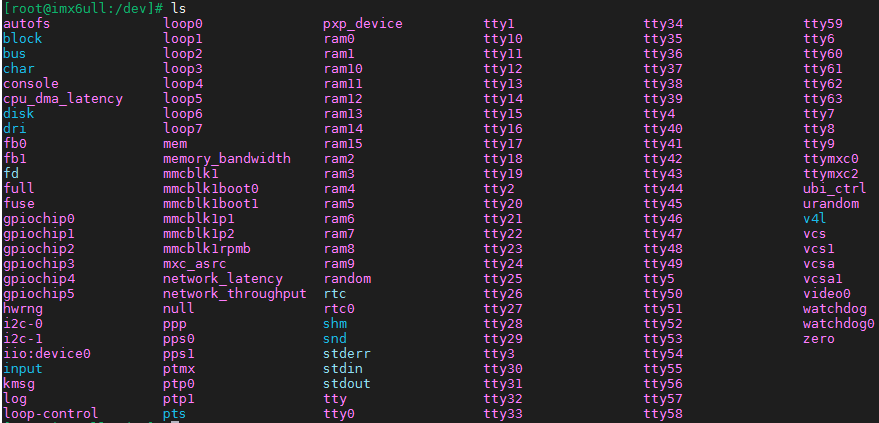 [root@imx6ull:/dev]# ls
autofs loop0 pxp_device tty1 tty34 tty59
block loop1 ram0 tty10 tty35 tty6
bus loop2 ram1 tty11 tty36 tty60
char loop3 ram10 tty12 tty37 tty61
console loop4 ram11 tty13 tty38 tty62
cpu_dma_latency loop5 ram12 tty14 tty39 tty63
disk loop6 ram13 tty15 tty4 tty7
dri loop7 ram14 tty16 tty40 tty8
fb0 mem ram15 tty17 tty41 tty9
fb1 memory_bandwidth ram2 tty18 tty42 ttymxc0
fd mmcblk1 ram3 tty19 tty43 ttymxc2
full mmcblk1boot0 ram4 tty2 tty44 ubi_ctrl
fuse mmcblk1boot1 ram5 tty20 tty45 urandom
gpiochip0 mmcblk1p1 ram6 tty21 tty46 v4l
gpiochip1 mmcblk1p2 ram7 tty22 tty47 vcs
gpiochip2 mmcblk1rpmb ram8 tty23 tty48 vcs1
gpiochip3 mxc_asrc ram9 tty24 tty49 vcsa
gpiochip4 network_latency random tty25 tty5 vcsa1
gpiochip5 network_throughput rtc tty26 tty50 video0
hwrng null rtc0 tty27 tty51 watchdog
i2c-0 ppp shm tty28 tty52 watchdog0
i2c-1 pps0 snd tty29 tty53 zero
iio:device0 pps1 stderr tty3 tty54
input ptmx stdin tty30 tty55
kmsg ptp0 stdout tty31 tty56
log ptp1 tty tty32 tty57
loop-control pts tty0 tty33 tty58